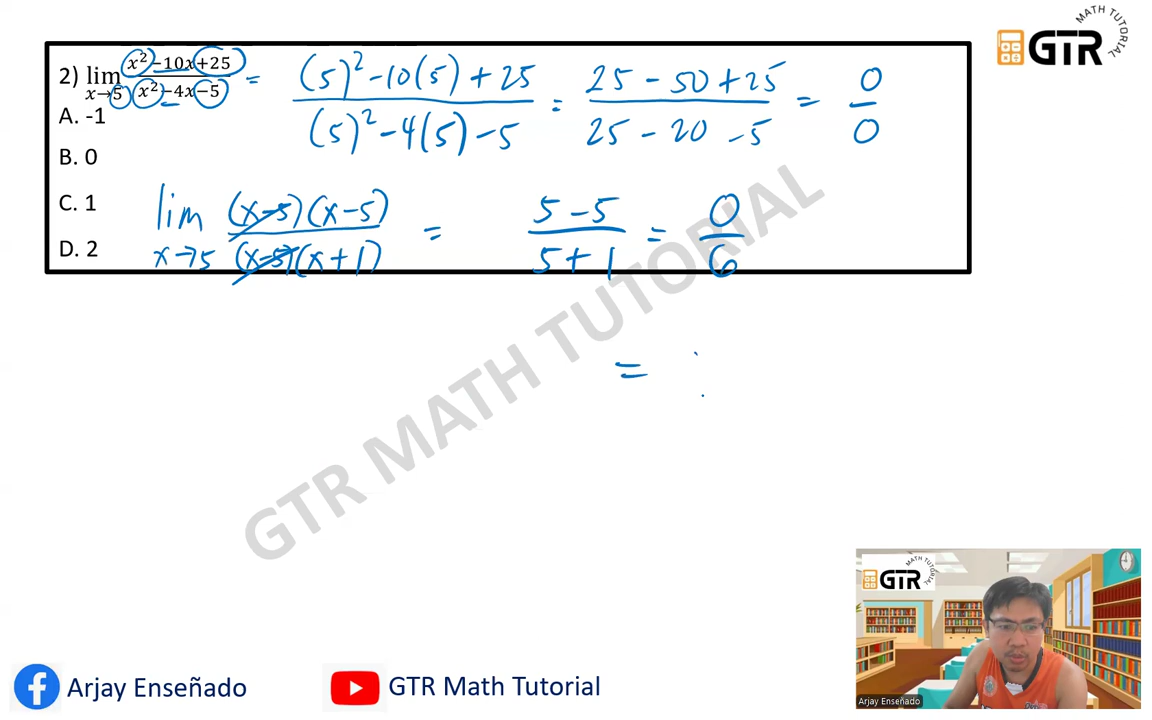 MATH TUTORIAL
GTR
2) lim x→5 (x² -10x +25)/(x² -4x -5) = ((5)² -10(5) + 25)/((5)² -4(5) -5) = (25 - 50 + 25)/(25 - 20 - 5) = 0/0
A. -1
B. 0
C. 1
D. 2
lim x→5 (x-5)(x-5)/(x-5)(x+1) = (5-5)/(5+1) = 0/6
=
GTR MATH TUTORIAL
MATH TUTORIAL
GTR
Arjay Enseñado
Arjay Enseñado
GTR Math Tutorial